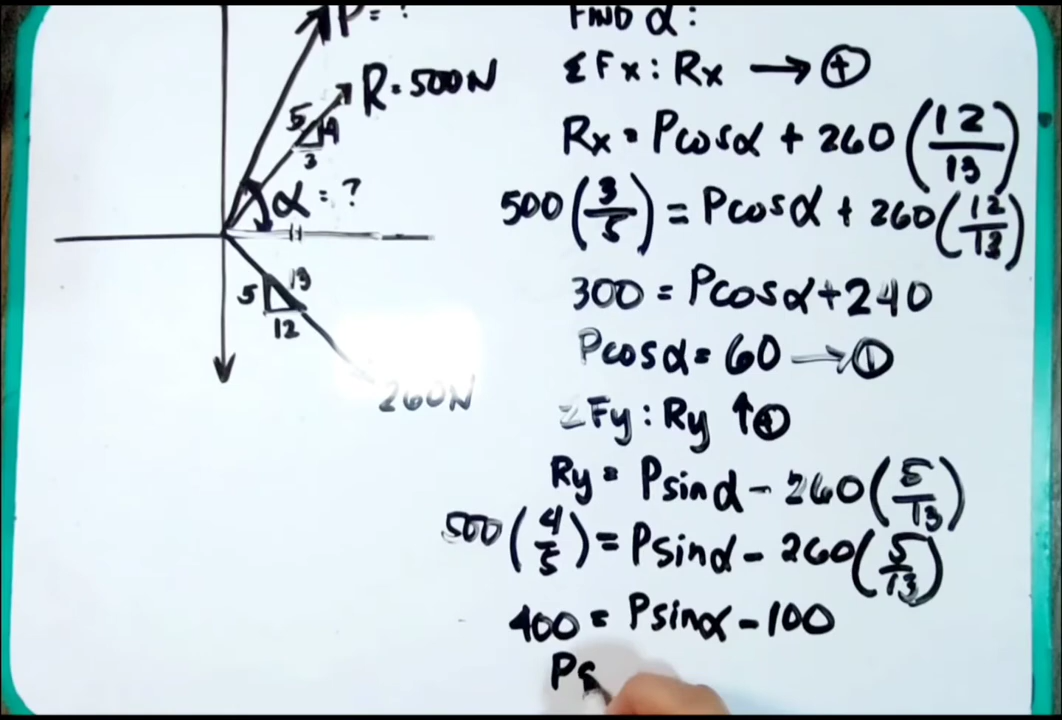 P = ?
R = 500N
5
4
3
α = ?
5
13
12
260N
FIND α:
ΣFx: Rx → (+)
Rx = Pcosα + 260(12/13)
500(3/5) = Pcosα + 260(12/13)
300 = Pcosα + 240
Pcosα = 60 → ①
ΣFy: Ry ↑(+)
Ry = Psinα - 260(5/13)
500(4/5) = Psinα - 260(5/13)
400 = Psinα - 100
Ps